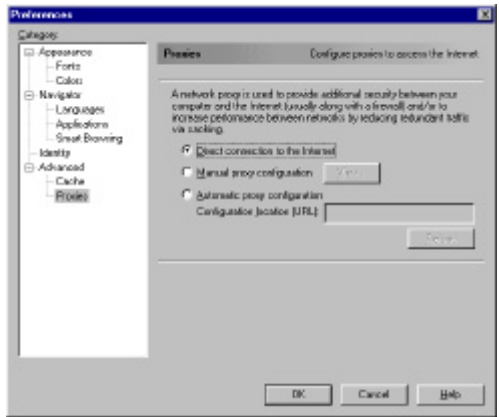 Preferences
Category:
Appearance
Fonts
Colors
Navigator
Languages
Applications
Smart Browsing
Identity
Advanced
Cache
Proxies
Proxies Configure proxies to access the Internet
A network proxy is used to provide additional security between your
computer and the Internet (usually along with a firewall) and/or to
increase performance between networks by reducing redundant traffic
via caching.
Direct connection to the Internet
Manual proxy configuration View...
Automatic proxy configuration
Configuration location (URL):
Reload
OK Cancel Help